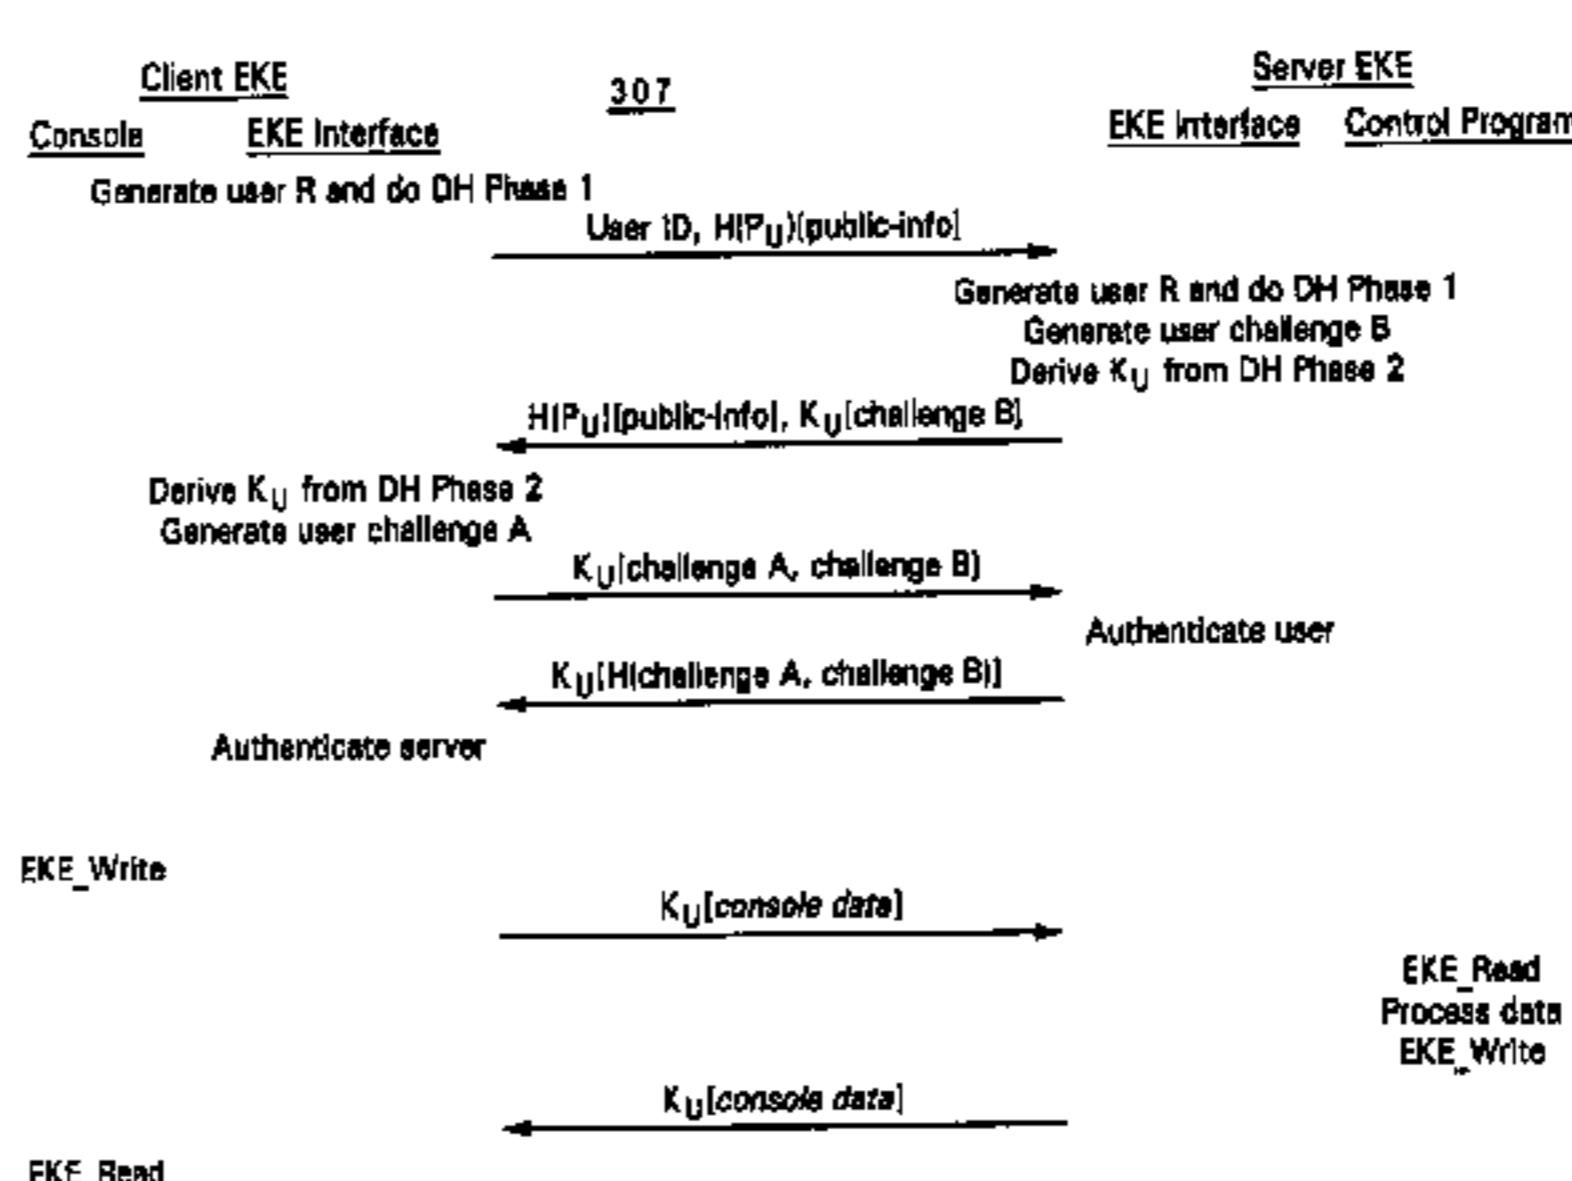 Client EKE
307
Server EKE
Console
EKE Interface
EKE Interface
Control Program
Generate user R and do DH Phase 1
User ID, H(PU)[public-info]
Generate user R and do DH Phase 1
Generate user challenge B
Derive KU from DH Phase 2
H(PU)[public-info], KU[challenge B]
Derive KU from DH Phase 2
Generate user challenge A
KU[challenge A, challenge B]
Authenticate user
KU[H(challenge A, challenge B)]
Authenticate server
EKE_Write
KU[console data]
EKE_Read
Process data
EKE_Write
KU[console data]
EKE_Read